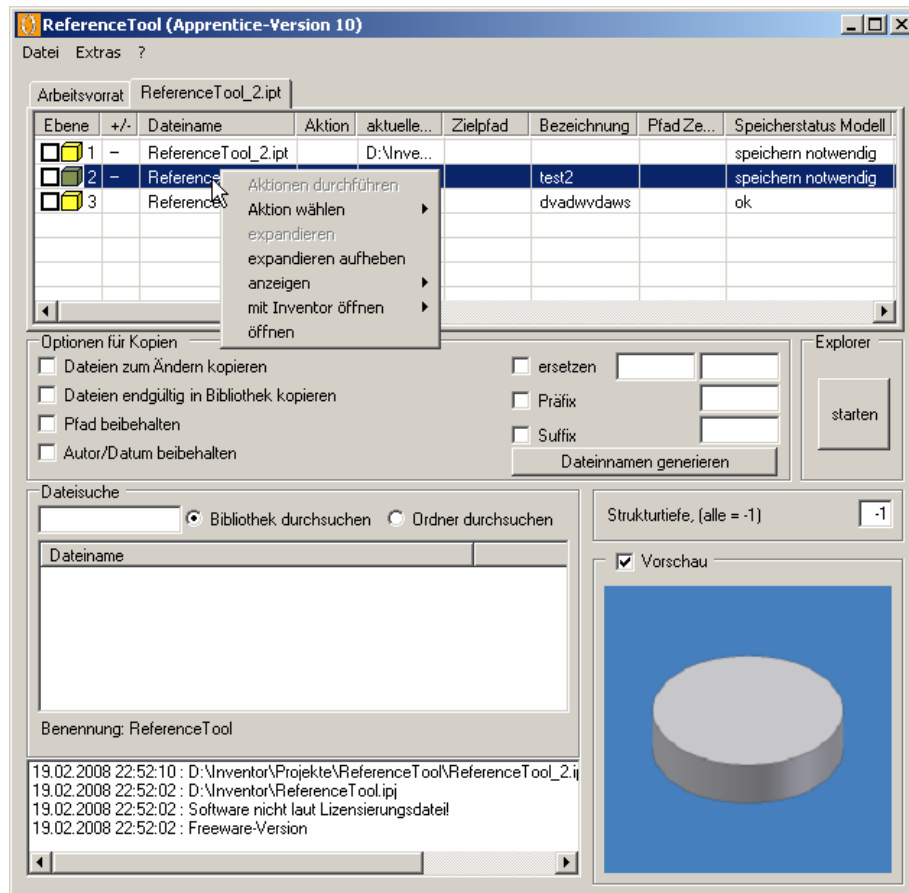 ReferenceTool (Apprentice-Version 10)
Datei Extras ?
Arbeitsvorrat ReferenceTool_2.ipt
Ebene +/- Dateiname Aktion aktuelle... Zielpfad Bezeichnung Pfad Ze... Speicherstatus Modell
1 – ReferenceTool_2.ipt D:\Inve... speichern notwendig
2 – Reference test2 speichern notwendig
3 Reference dvadwvdaws ok
Aktionen durchführen
Aktion wählen
expandieren
expandieren aufheben
anzeigen
mit Inventor öffnen
öffnen
Optionen für Kopien
Dateien zum Ändern kopieren
Dateien endgültig in Bibliothek kopieren
Pfad beibehalten
Autor/Datum beibehalten
ersetzen
Präfix
Suffix
Dateinnamen generieren
Explorer
starten
Dateisuche
Bibliothek durchsuchen Ordner durchsuchen
Dateiname
Benennung: ReferenceTool
Strukturtiefe, (alle = -1) -1
Vorschau
19.02.2008 22:52:10 : D:\Inventor\Projekte\ReferenceTool\ReferenceTool_2.i
19.02.2008 22:52:02 : D:\Inventor\ReferenceTool.ipj
19.02.2008 22:52:02 : Software nicht laut Lizensierungsdatei!
19.02.2008 22:52:02 : Freeware-Version